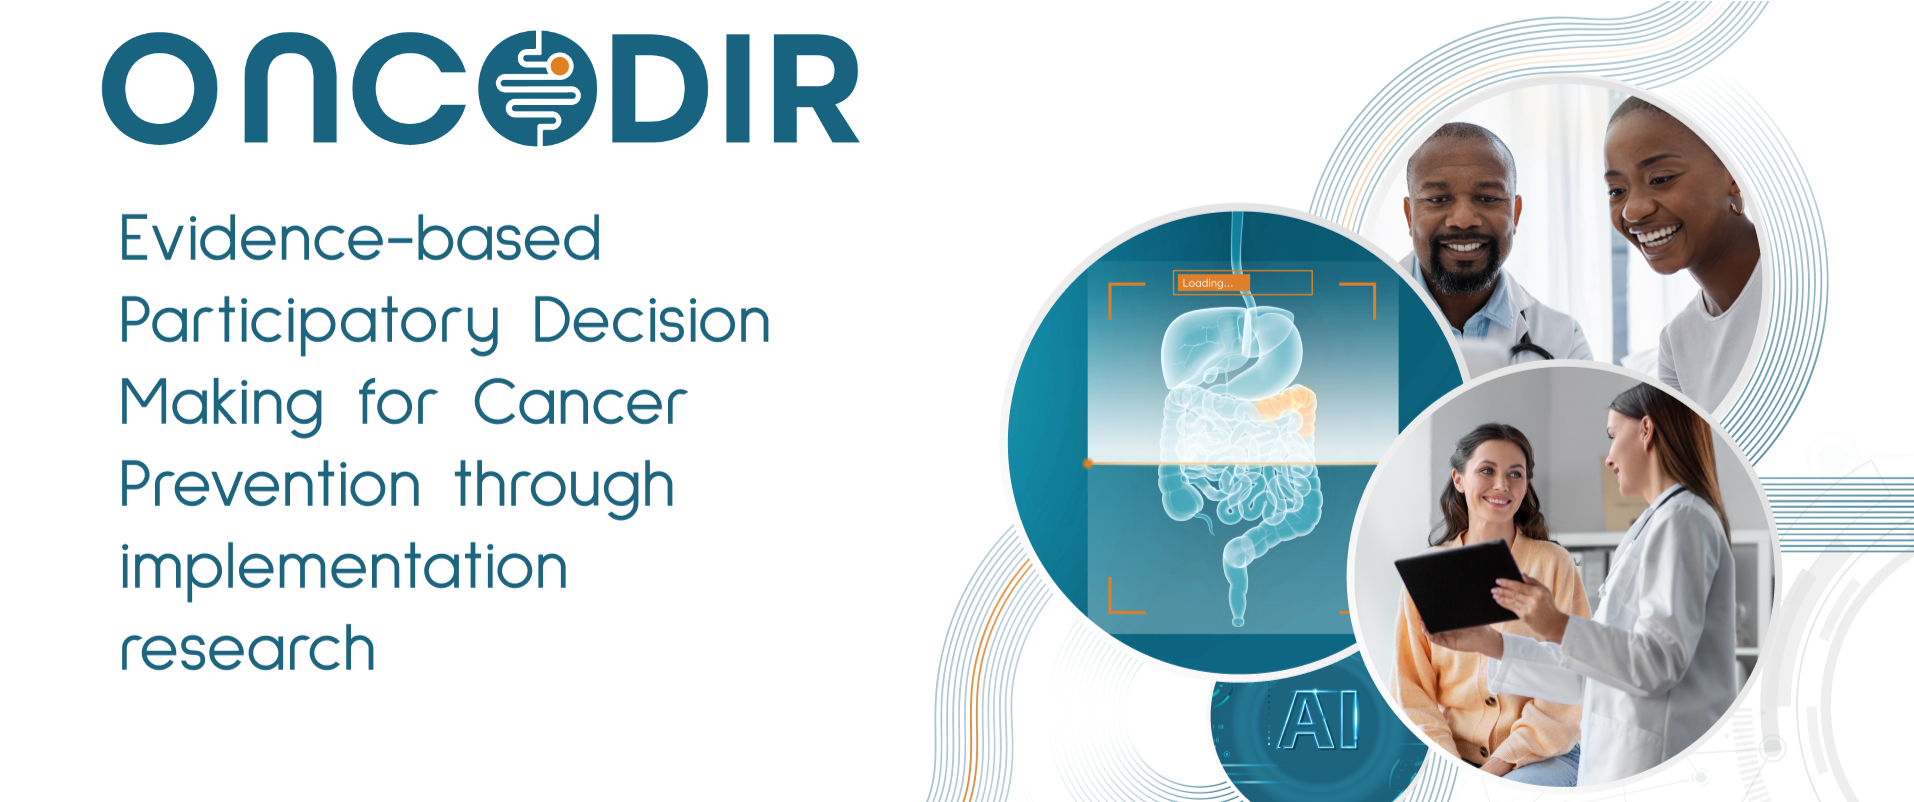 ONCODIR
Evidence-based
Participatory Decision
Making for Cancer
Prevention through
implementation
research
Loading...
AI